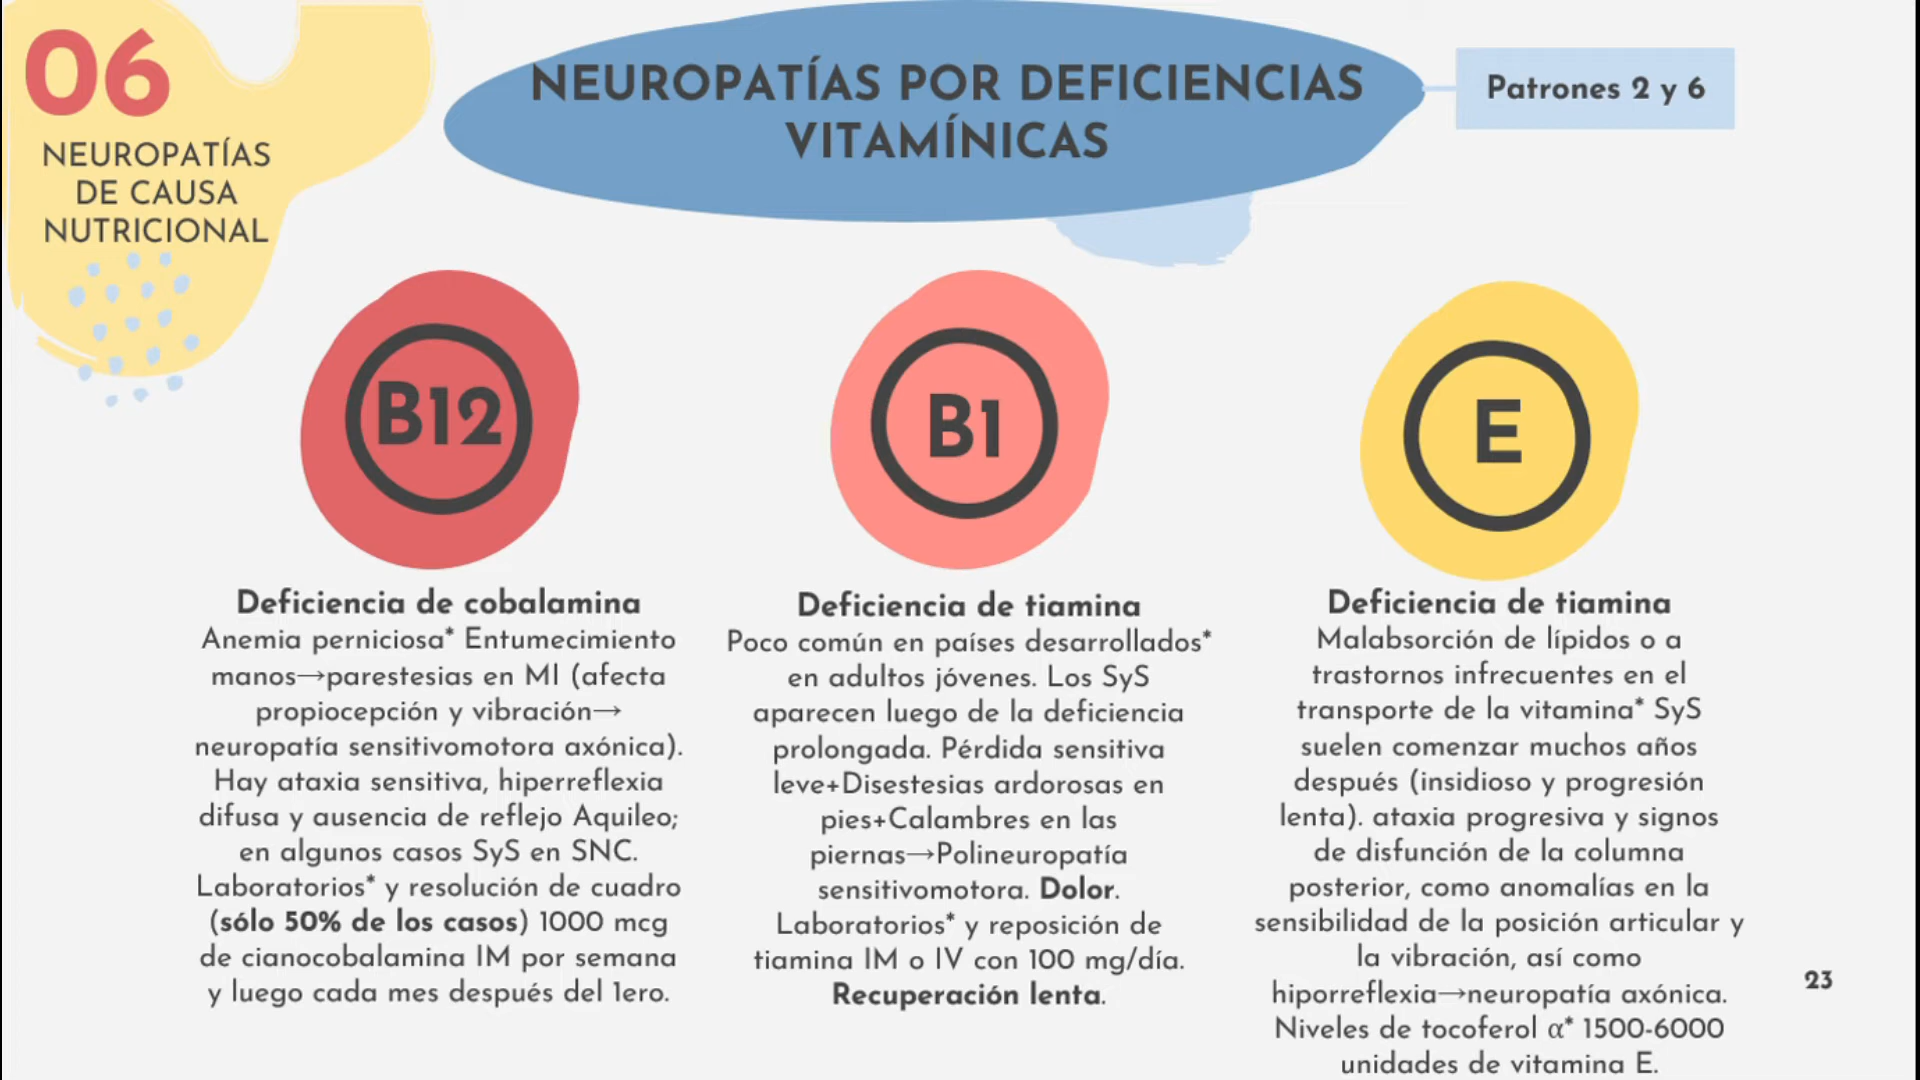 06
NEUROPATÍAS
DE CAUSA
NUTRICIONAL
NEUROPATÍAS POR DEFICIENCIAS
VITAMÍNICAS
Patrones 2 y 6
B12
Deficiencia de cobalamina
Anemia perniciosa* Entumecimiento
manos→parestesias en MI (afecta
propiocepción y vibración→
neuropatía sensitivomotora axónica).
Hay ataxia sensitiva, hiperreflexia
difusa y ausencia de reflejo Aquileo;
en algunos casos SyS en SNC.
Laboratorios* y resolución de cuadro
(sólo 50% de los casos) 1000 mcg
de cianocobalamina IM por semana
y luego cada mes después del 1ero.
B1
Deficiencia de tiamina
Poco común en países desarrollados*
en adultos jóvenes. Los SyS
aparecen luego de la deficiencia
prolongada. Pérdida sensitiva
leve+Disestesias ardorosas en
pies+Calambres en las
piernas→Polineuropatía
sensitivomotora. Dolor.
Laboratorios* y reposición de
tiamina IM o IV con 100 mg/día.
Recuperación lenta.
E
Deficiencia de tiamina
Malabsorción de lípidos o a
trastornos infrecuentes en el
transporte de la vitamina* SyS
suelen comenzar muchos años
después (insidioso y progresión
lenta). ataxia progresiva y signos
de disfunción de la columna
posterior, como anomalías en la
sensibilidad de la posición articular y
la vibración, así como
hiporreflexia→neuropatía axónica.
Niveles de tocoferol α* 1500-6000
unidades de vitamina E.
23